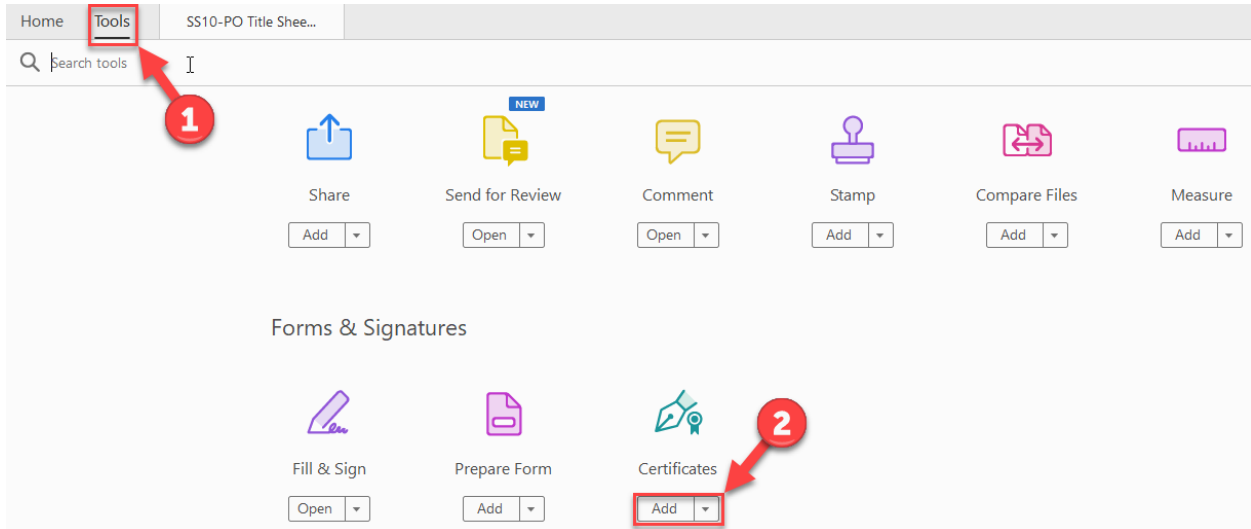 Home Tools SS10-PO Title Shee...
Search tools
1
NEW
Share Send for Review Comment Stamp Compare Files Measure
Add Open Open Add Add Add
Forms & Signatures
2
Fill & Sign Prepare Form Certificates
Open Add Add